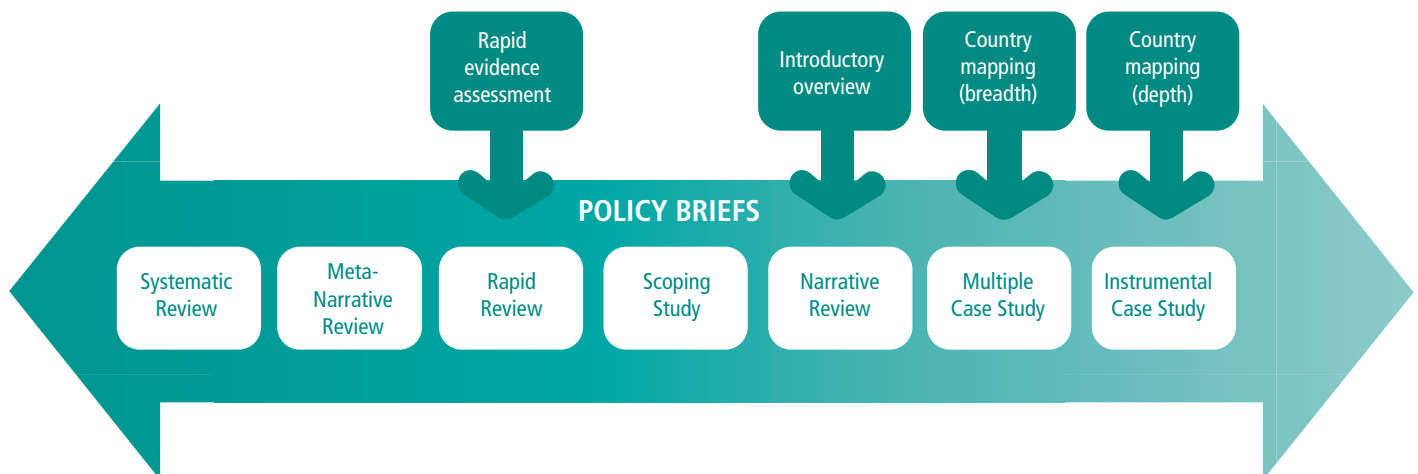 Rapid
evidence
assessment
Introductory
overview
Country
mapping
(breadth)
Country
mapping
(depth)
POLICY BRIEFS
Systematic
Review
Meta-
Narrative
Review
Rapid
Review
Scoping
Study
Narrative
Review
Multiple
Case Study
Instrumental
Case Study